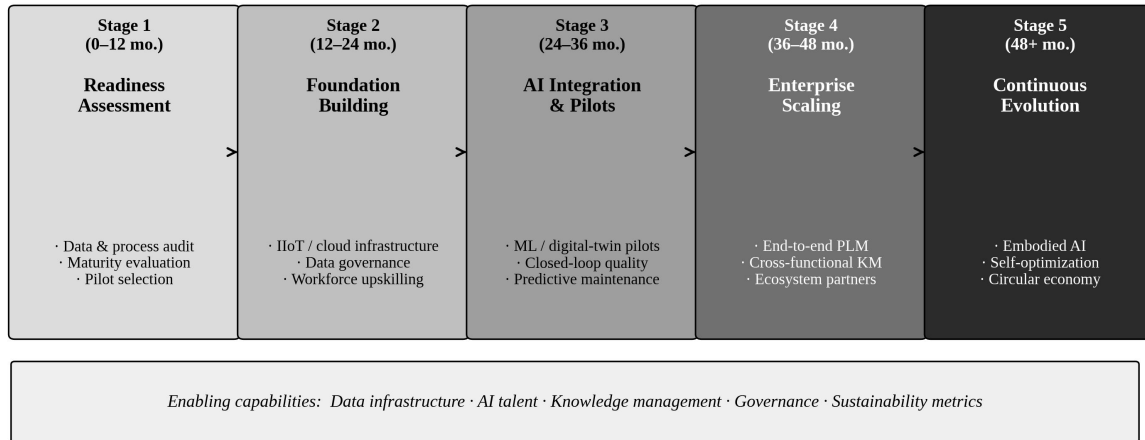 Stage 1
(0–12 mo.)
Readiness
Assessment
· Data & process audit
· Maturity evaluation
· Pilot selection
Stage 2
(12–24 mo.)
Foundation
Building
· IIoT / cloud infrastructure
· Data governance
· Workforce upskilling
Stage 3
(24–36 mo.)
AI Integration
& Pilots
· ML / digital-twin pilots
· Closed-loop quality
· Predictive maintenance
Stage 4
(36–48 mo.)
Enterprise
Scaling
· End-to-end PLM
· Cross-functional KM
· Ecosystem partners
Stage 5
(48+ mo.)
Continuous
Evolution
· Embodied AI
· Self-optimization
· Circular economy
Enabling capabilities: Data infrastructure · AI talent · Knowledge management · Governance · Sustainability metrics